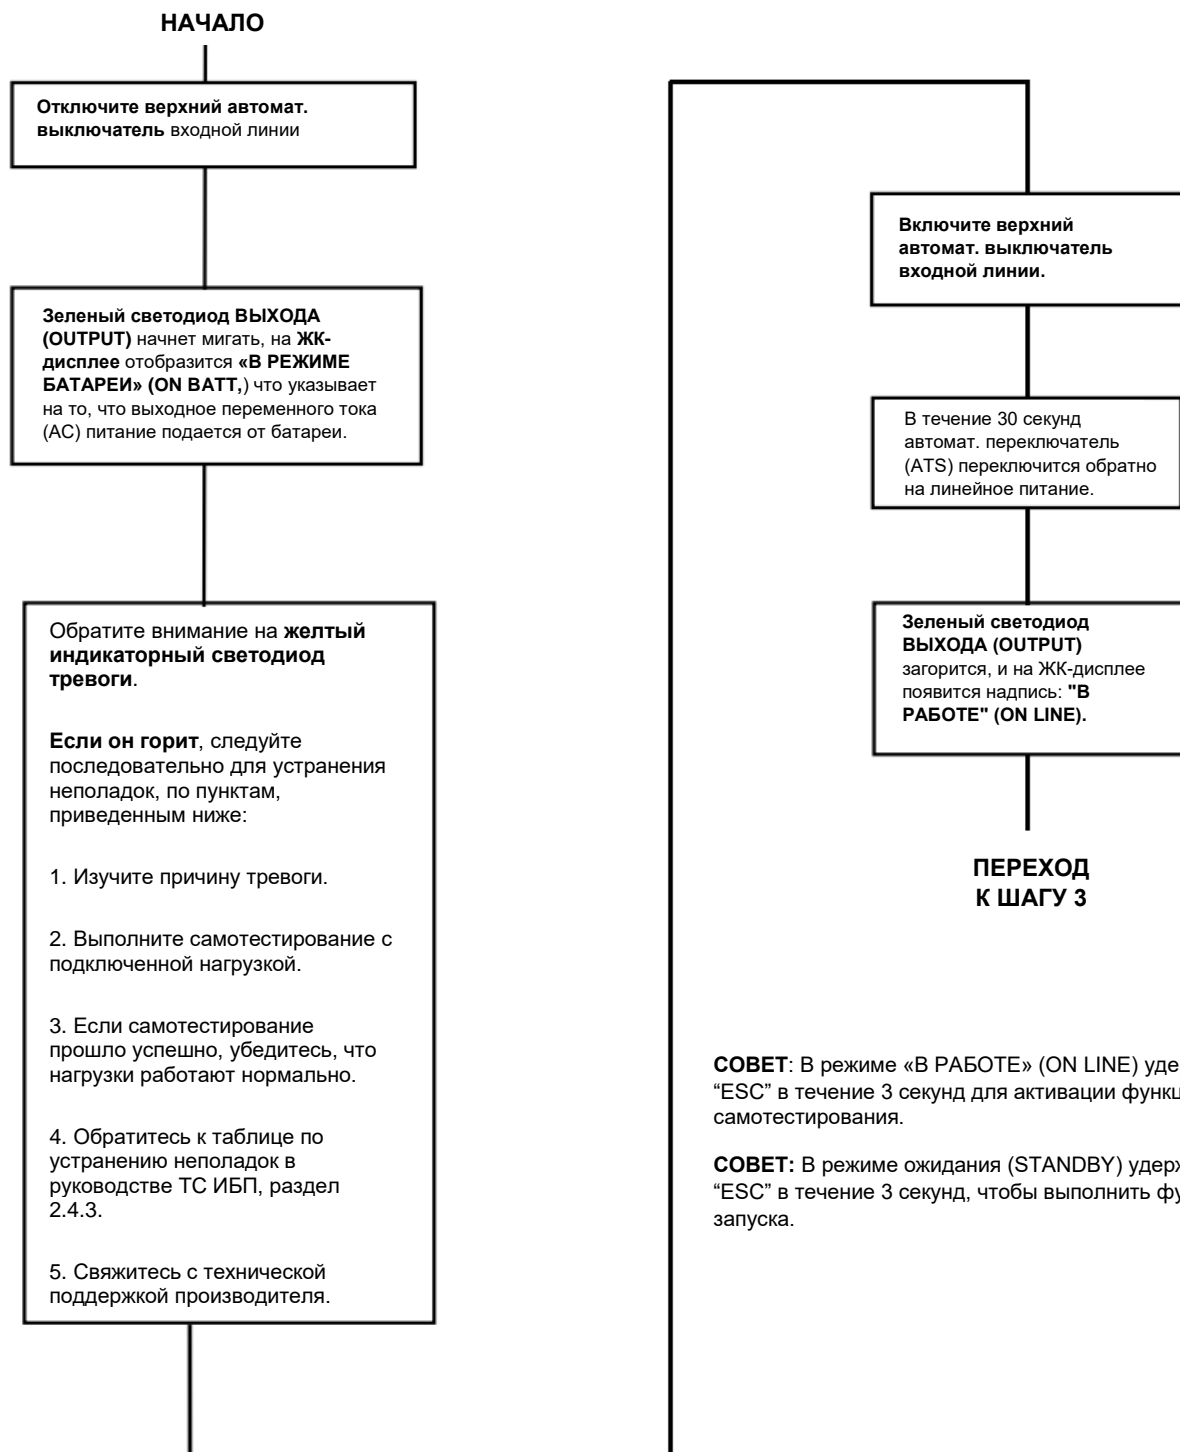 НАЧАЛО
Отключите верхний автомат.
выключатель входной линии
Зеленый светодиод ВЫХОДА
(OUTPUT) начнет мигать, на ЖК-
дисплее отобразится «В РЕЖИМЕ
БАТАРЕИ» (ON BATT,) что указывает
на то, что выходное переменного тока
(AC) питание подается от батареи.
Обратите внимание на желтый
индикаторный светодиод
тревоги.
Если он горит, следуйте
последовательно для устранения
неполадок, по пунктам,
приведенным ниже:
1. Изучите причину тревоги.
2. Выполните самотестирование с
подключенной нагрузкой.
3. Если самотестирование
прошло успешно, убедитесь, что
нагрузки работают нормально.
4. Обратитесь к таблице по
устранению неполадок в
руководстве ТС ИБП, раздел
2.4.3.
5. Свяжитесь с технической
поддержкой производителя.
Включите верхний
автомат. выключатель
входной линии.
В течение 30 секунд
автомат. переключатель
(ATS) переключится обратно
на линейное питание.
Зеленый светодиод
ВЫХОДА (OUTPUT)
загорится, и на ЖК-дисплее
появится надпись: "В
РАБОТЕ" (ON LINE).
ПЕРЕХОД
К ШАГУ 3
СОВЕТ: В режиме «В РАБОТЕ» (ON LINE)
“ESC” в течение 3 секунд для активации
самотестирования.
СОВЕТ: В режиме ожидания (STANDBY)
“ESC” в течение 3 секунд, чтобы выполнить
запуска.